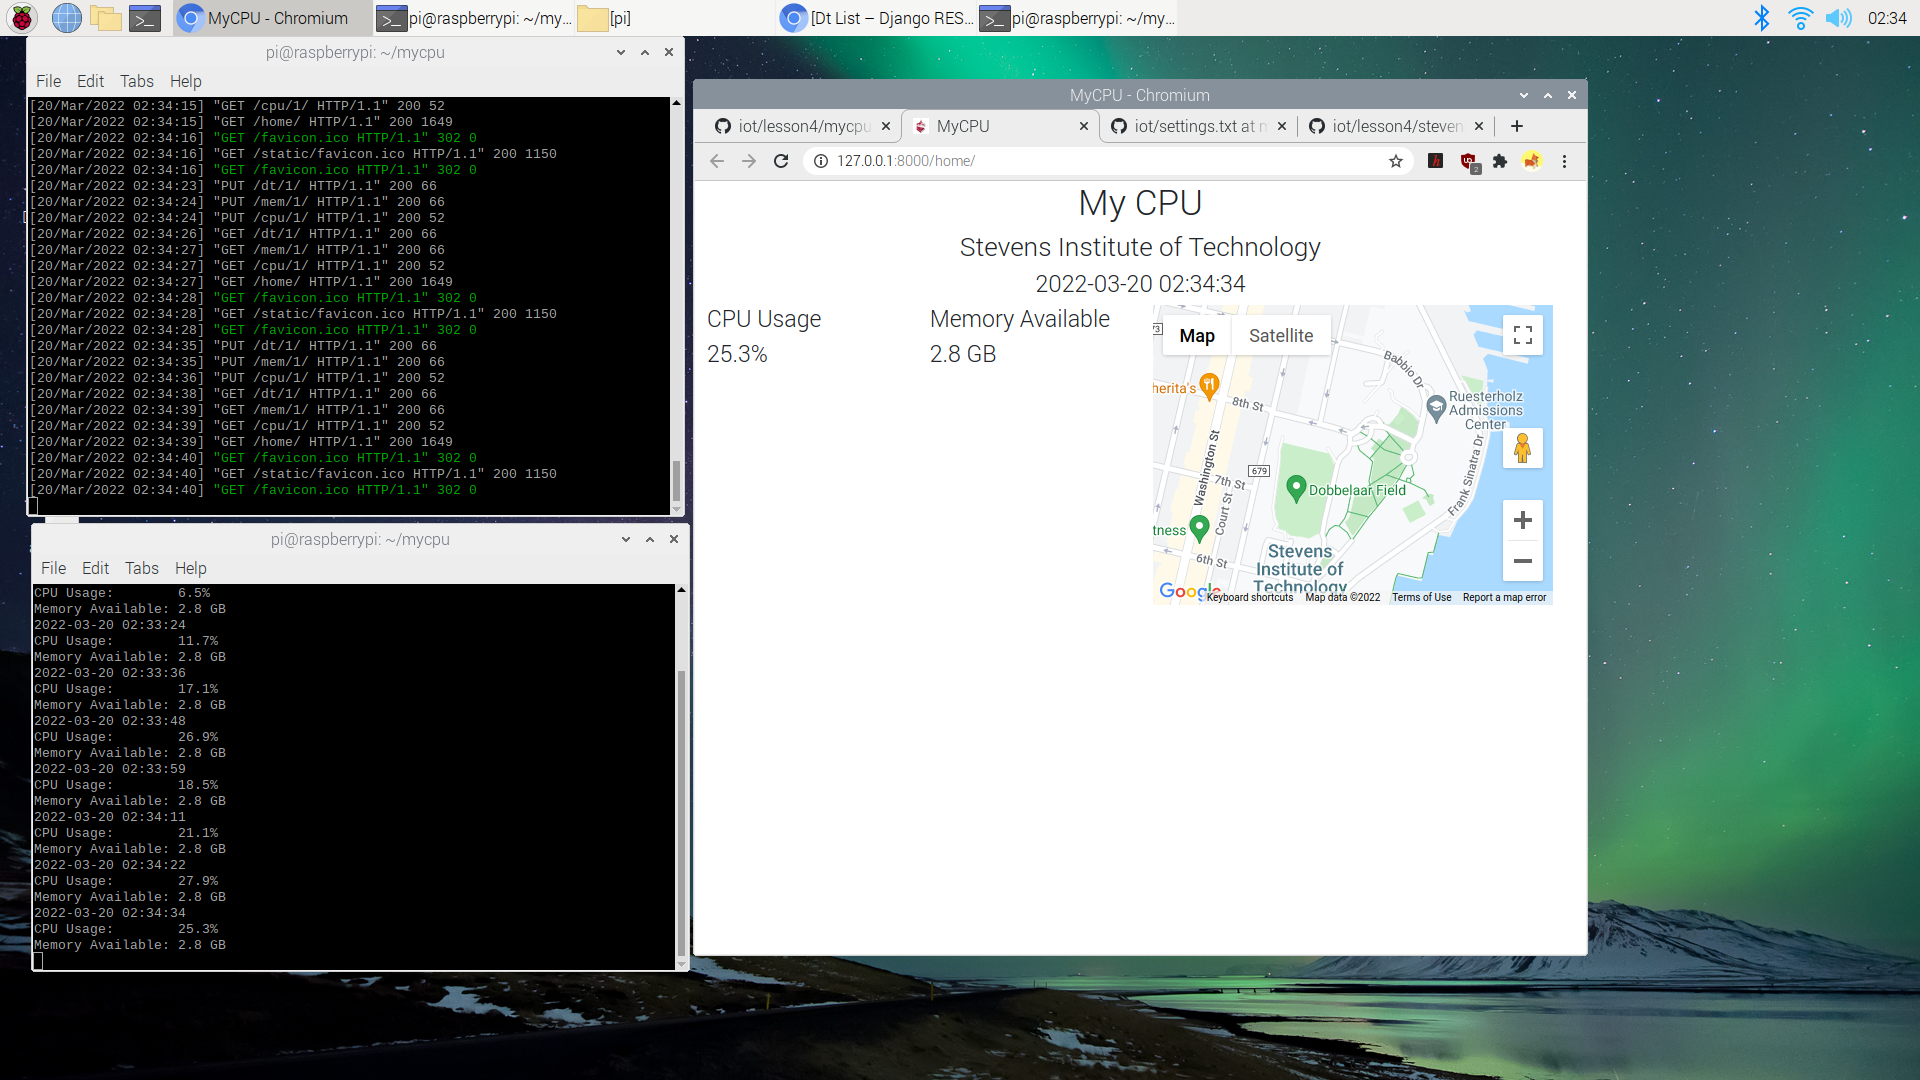 MyCPU - Chromium
pi@raspberrypi: ~/my...
[pi]
[Dt List – Django RES...
pi@raspberrypi: ~/my...
02:34
pi@raspberrypi: ~/mycpu
File Edit Tabs Help
[20/Mar/2022 02:34:15] "GET /cpu/1/ HTTP/1.1" 200 52
[20/Mar/2022 02:34:15] "GET /home/ HTTP/1.1" 200 1649
[20/Mar/2022 02:34:16] "GET /favicon.ico HTTP/1.1" 302 0
[20/Mar/2022 02:34:16] "GET /static/favicon.ico HTTP/1.1" 200 1150
[20/Mar/2022 02:34:16] "GET /favicon.ico HTTP/1.1" 302 0
[20/Mar/2022 02:34:23] "PUT /dt/1/ HTTP/1.1" 200 66
[20/Mar/2022 02:34:24] "PUT /mem/1/ HTTP/1.1" 200 66
[20/Mar/2022 02:34:24] "PUT /cpu/1/ HTTP/1.1" 200 52
[20/Mar/2022 02:34:26] "GET /dt/1/ HTTP/1.1" 200 66
[20/Mar/2022 02:34:27] "GET /mem/1/ HTTP/1.1" 200 66
[20/Mar/2022 02:34:27] "GET /cpu/1/ HTTP/1.1" 200 52
[20/Mar/2022 02:34:27] "GET /home/ HTTP/1.1" 200 1649
[20/Mar/2022 02:34:28] "GET /favicon.ico HTTP/1.1" 302 0
[20/Mar/2022 02:34:28] "GET /static/favicon.ico HTTP/1.1" 200 1150
[20/Mar/2022 02:34:28] "GET /favicon.ico HTTP/1.1" 302 0
[20/Mar/2022 02:34:35] "PUT /dt/1/ HTTP/1.1" 200 66
[20/Mar/2022 02:34:35] "PUT /mem/1/ HTTP/1.1" 200 66
[20/Mar/2022 02:34:36] "PUT /cpu/1/ HTTP/1.1" 200 52
[20/Mar/2022 02:34:38] "GET /dt/1/ HTTP/1.1" 200 66
[20/Mar/2022 02:34:39] "GET /mem/1/ HTTP/1.1" 200 66
[20/Mar/2022 02:34:39] "GET /cpu/1/ HTTP/1.1" 200 52
[20/Mar/2022 02:34:39] "GET /home/ HTTP/1.1" 200 1649
[20/Mar/2022 02:34:40] "GET /favicon.ico HTTP/1.1" 302 0
[20/Mar/2022 02:34:40] "GET /static/favicon.ico HTTP/1.1" 200 1150
[20/Mar/2022 02:34:40] "GET /favicon.ico HTTP/1.1" 302 0
pi@raspberrypi: ~/mycpu
File Edit Tabs Help
CPU Usage: 6.5%
Memory Available: 2.8 GB
2022-03-20 02:33:24
CPU Usage: 11.7%
Memory Available: 2.8 GB
2022-03-20 02:33:36
CPU Usage: 17.1%
Memory Available: 2.8 GB
2022-03-20 02:33:48
CPU Usage: 26.9%
Memory Available: 2.8 GB
2022-03-20 02:33:59
CPU Usage: 18.5%
Memory Available: 2.8 GB
2022-03-20 02:34:11
CPU Usage: 21.1%
Memory Available: 2.8 GB
2022-03-20 02:34:22
CPU Usage: 27.9%
Memory Available: 2.8 GB
2022-03-20 02:34:34
CPU Usage: 25.3%
Memory Available: 2.8 GB
MyCPU - Chromium
iot/lesson4/mycpu
MyCPU
iot/settings.txt at m
iot/lesson4/steven
127.0.0.1:8000/home/
2
My CPU
Stevens Institute of Technology
2022-03-20 02:34:34
CPU Usage
25.3%
Memory Available
2.8 GB
Map
Satellite
73
Babbio Dr
herita's
8th St
Ruesterholz
Admissions
Center
Washington St
679
7th St
Dobbelaar Field
Frank Sinatra Dr
Court St
tness
6th St
Stevens
Institute of
Technology
Google
Keyboard shortcuts
Map data ©2022
Terms of Use
Report a map error